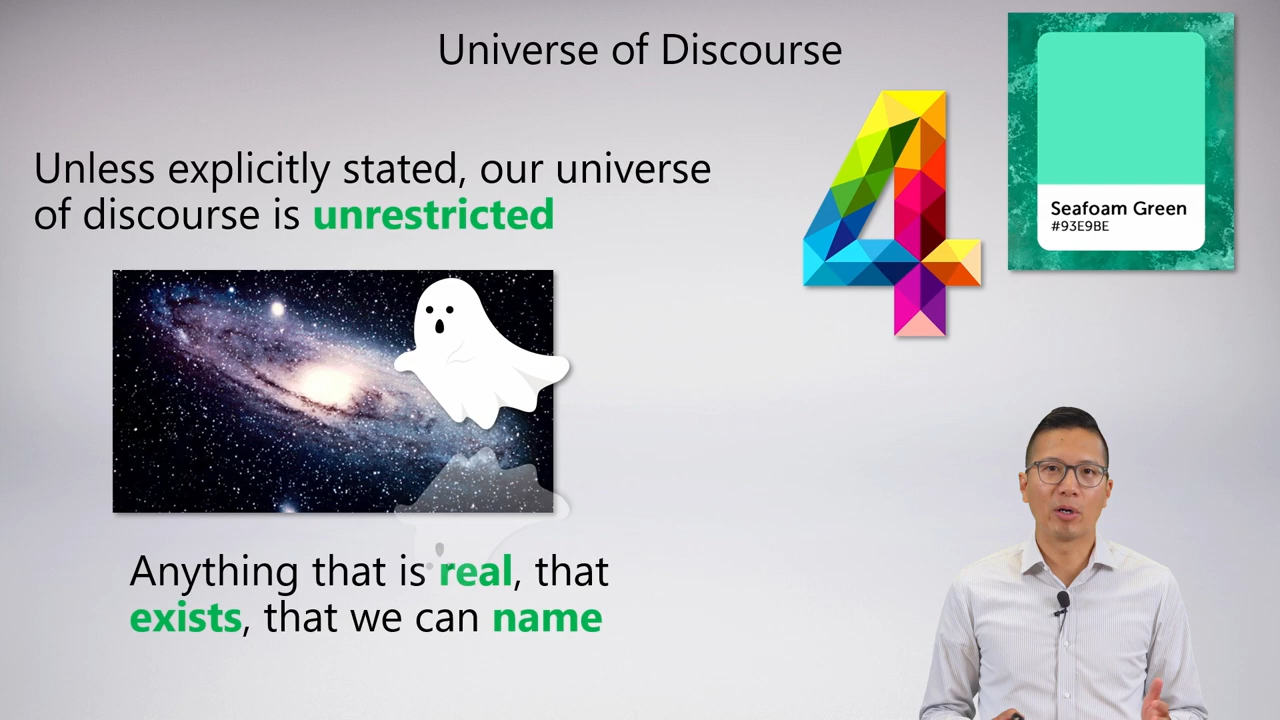 Universe of Discourse
Unless explicitly stated, our universe
of discourse is unrestricted
4
Seafoam Green
#93E9BE
Anything that is real, that
exists, that we can name